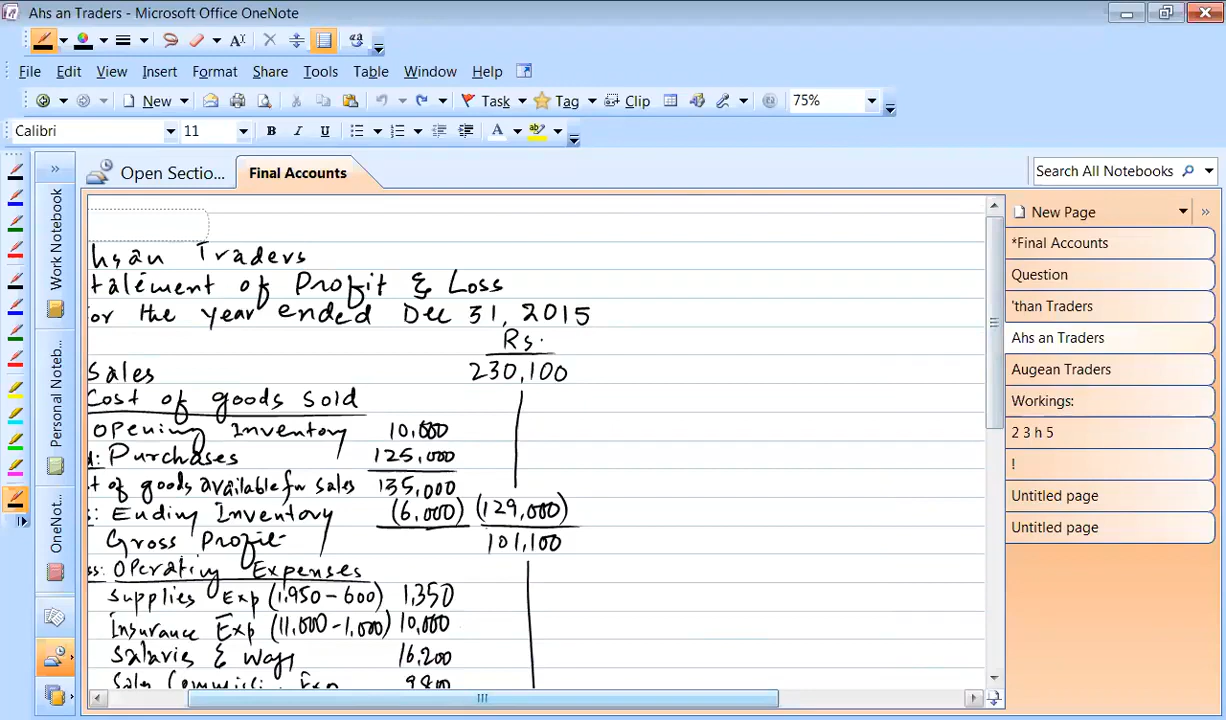 Ahs an Traders - Microsoft Office OneNote
File Edit View Insert Format Share Tools Table Window Help
New Task Tag Clip 75%
Calibri 11 B I U A ab
Open Sectio... Final Accounts Search All Notebooks
New Page
*Final Accounts
Question
'than Traders
Ahs an Traders
Augean Traders
Workings:
2 3 h 5
!
Untitled page
Untitled page
Work Notebook
Personal Noteb...
OneNot...
hsan Traders
tatement of Profit & Loss
or the year ended Dec 31, 2015
Rs.
Sales 230,100
Cost of goods sold
Opening Inventory 10,000
d: Purchases 125,000
t of goods available for sales 135,000
s: Ending Inventory (6,000) (129,000)
Gross Profit 101,100
ss: Operating Expenses
Supplies Exp (1,950-600) 1,350
Insurance Exp (11,000-1,000) 10,000
Salaries & Wages 16,200